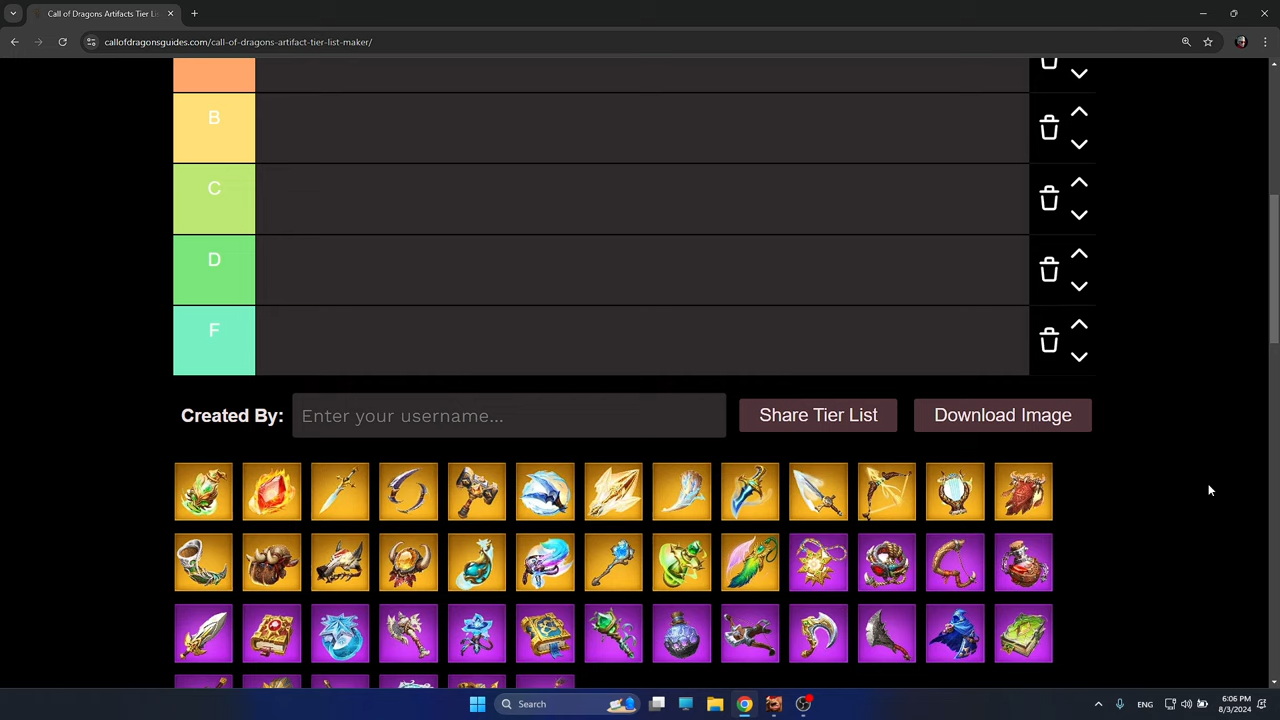 Call of Dragons Artifacts Tier Lis
callofdragonsguides.com/call-of-dragons-artifact-tier-list-maker/
B
C
D
F
Created By: Enter your username... Share Tier List Download Image
Search
ENG
6:06 PM
8/3/2024